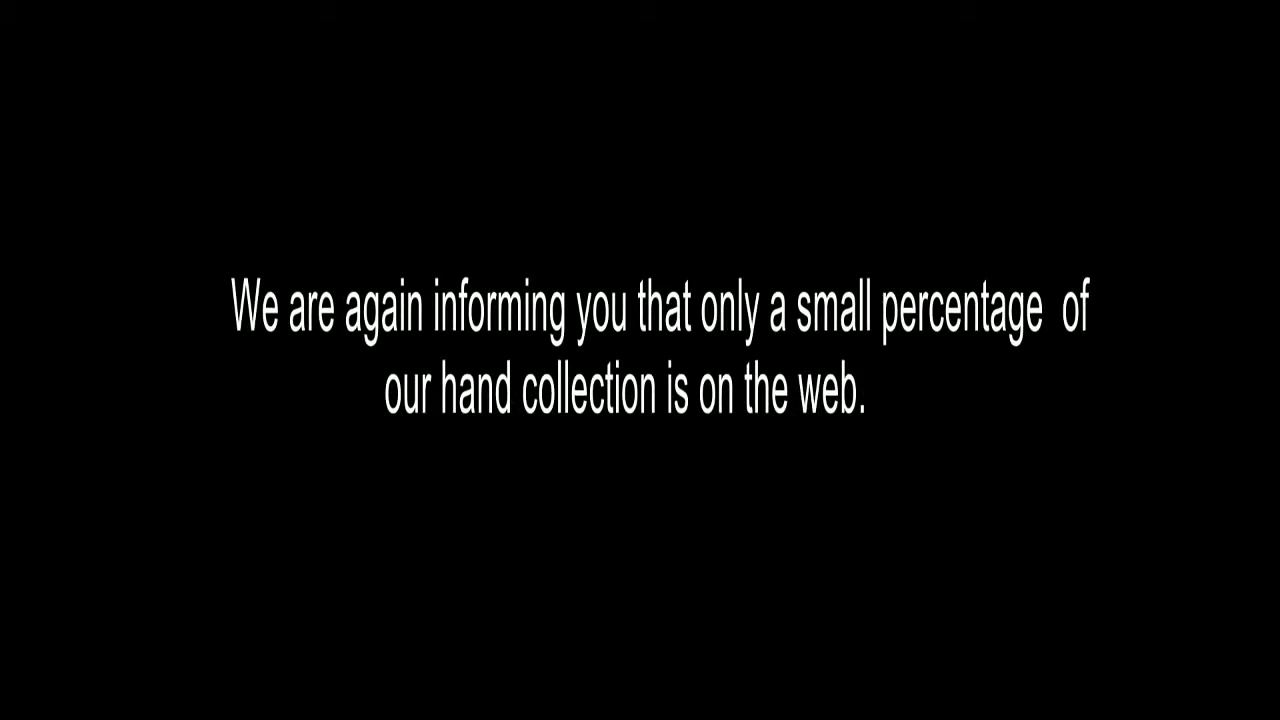 We are again informing you that only a small percentage  of
our hand collection is on the web.